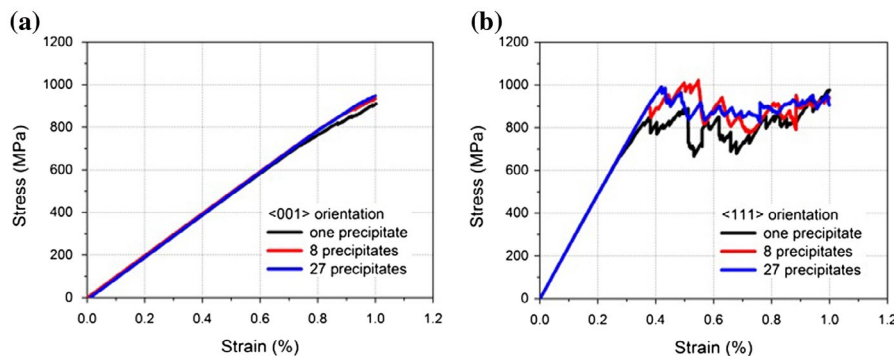 (a)
1200
1000
800
600
400
200
0
0.0 0.2 0.4 0.6 0.8 1.0 1.2
Stress (MPa)
Strain (%)
<001> orientation
one precipitate
8 precipitates
27 precipitates
(b)
1200
1000
800
600
400
200
0
0.0 0.2 0.4 0.6 0.8 1.0 1.2
Stress (MPa)
Strain (%)
<111> orientation
one precipitate
8 precipitates
27 precipitates